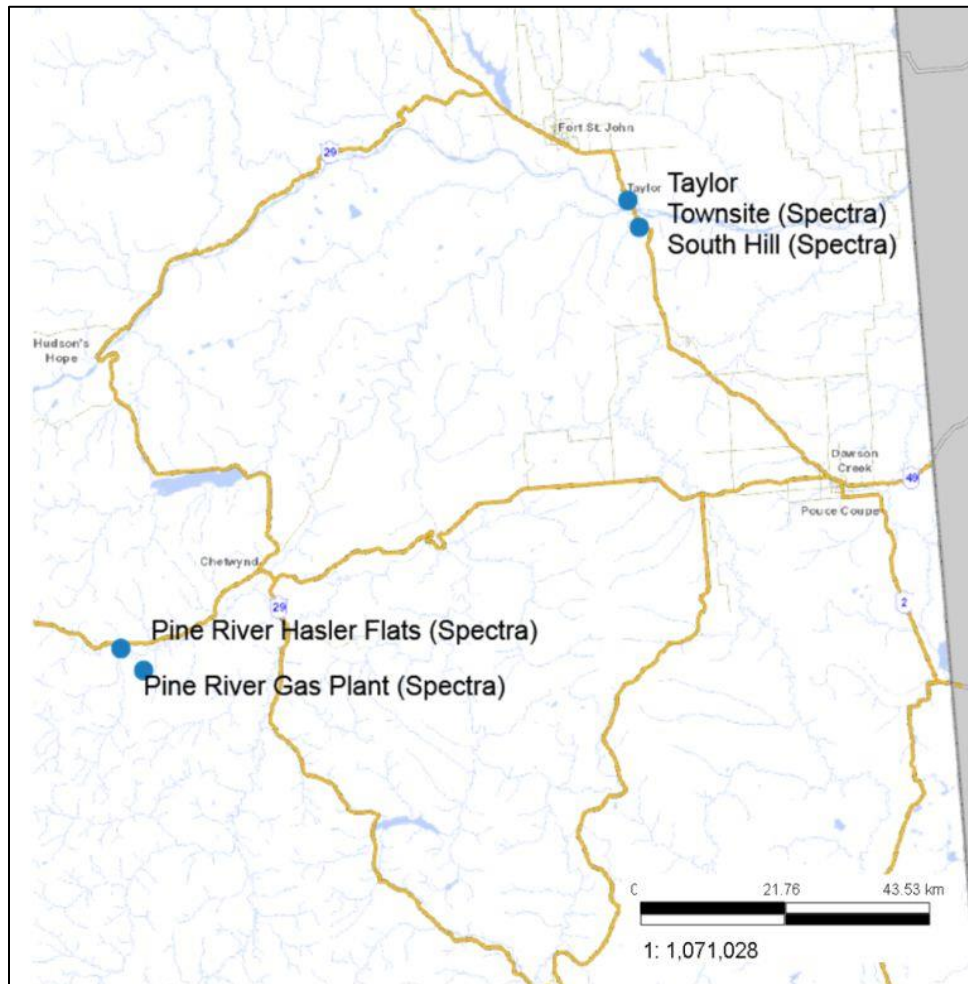 Fort St. John
29
Taylor
Taylor
Townsite (Spectra)
South Hill (Spectra)
Hudson's
Hope
Dawson
Creek
49
Pouce Coupe
Chetwynd
29
2
Pine River Hasler Flats (Spectra)
Pine River Gas Plant (Spectra)
0 21.76 43.53 km
1: 1,071,028